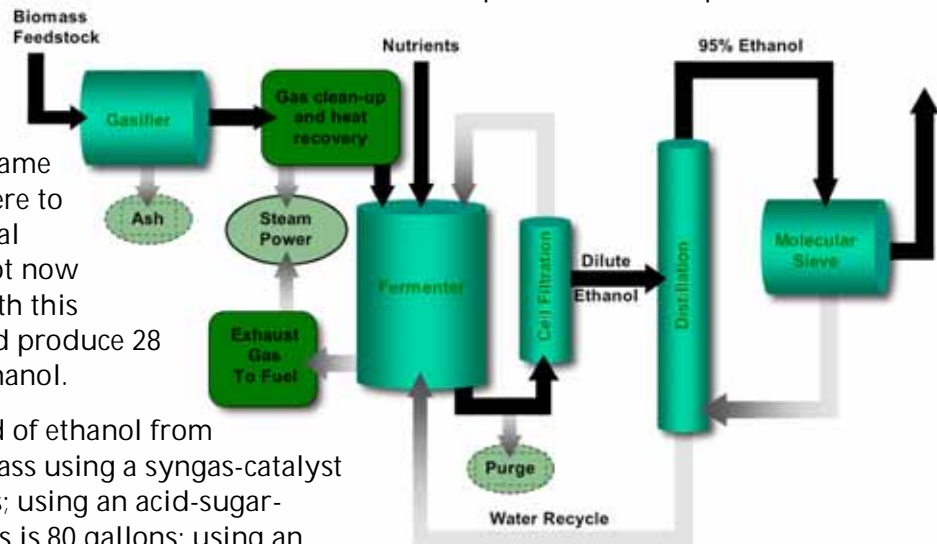 Biomass
Feedstock
Nutrients
95% Ethanol
Gasifier
Gas clean-up
and heat
recovery
Ash
Steam
Power
Fermenter
Cell Filtration
Dilute
Ethanol
Distillation
Molecular
Sieve
Exhaust
Gas
To Fuel
Purge
Water Recycle
ame
ere to
al
ot now
th this
d produce 28
hanol.
d of ethanol from
ass using a syngas-catalyst
s; using an acid-sugar-
s is 80 gallons; using an